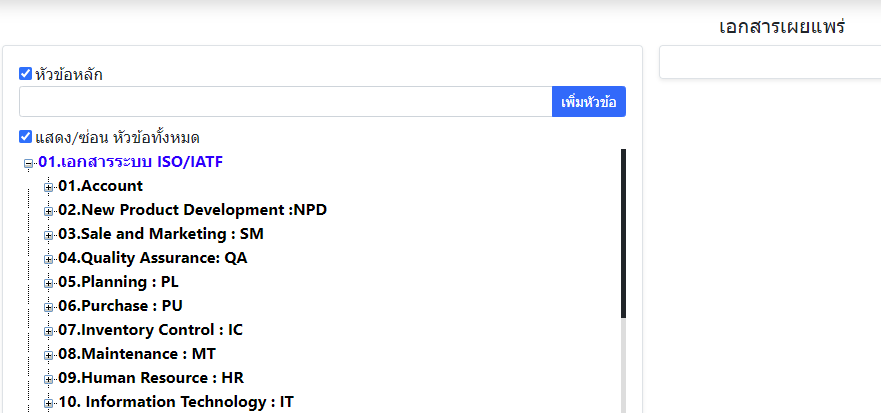 เอกสารเผยแพร่
หัวข้อหลัก
เพิ่มหัวข้อ
แสดง/ซ่อน หัวข้อทั้งหมด
01.เอกสารระบบ ISO/IATF
01.Account
02.New Product Development :NPD
03.Sale and Marketing : SM
04.Quality Assurance: QA
05.Planning : PL
06.Purchase : PU
07.Inventory Control : IC
08.Maintenance : MT
09.Human Resource : HR
10. Information Technology : IT